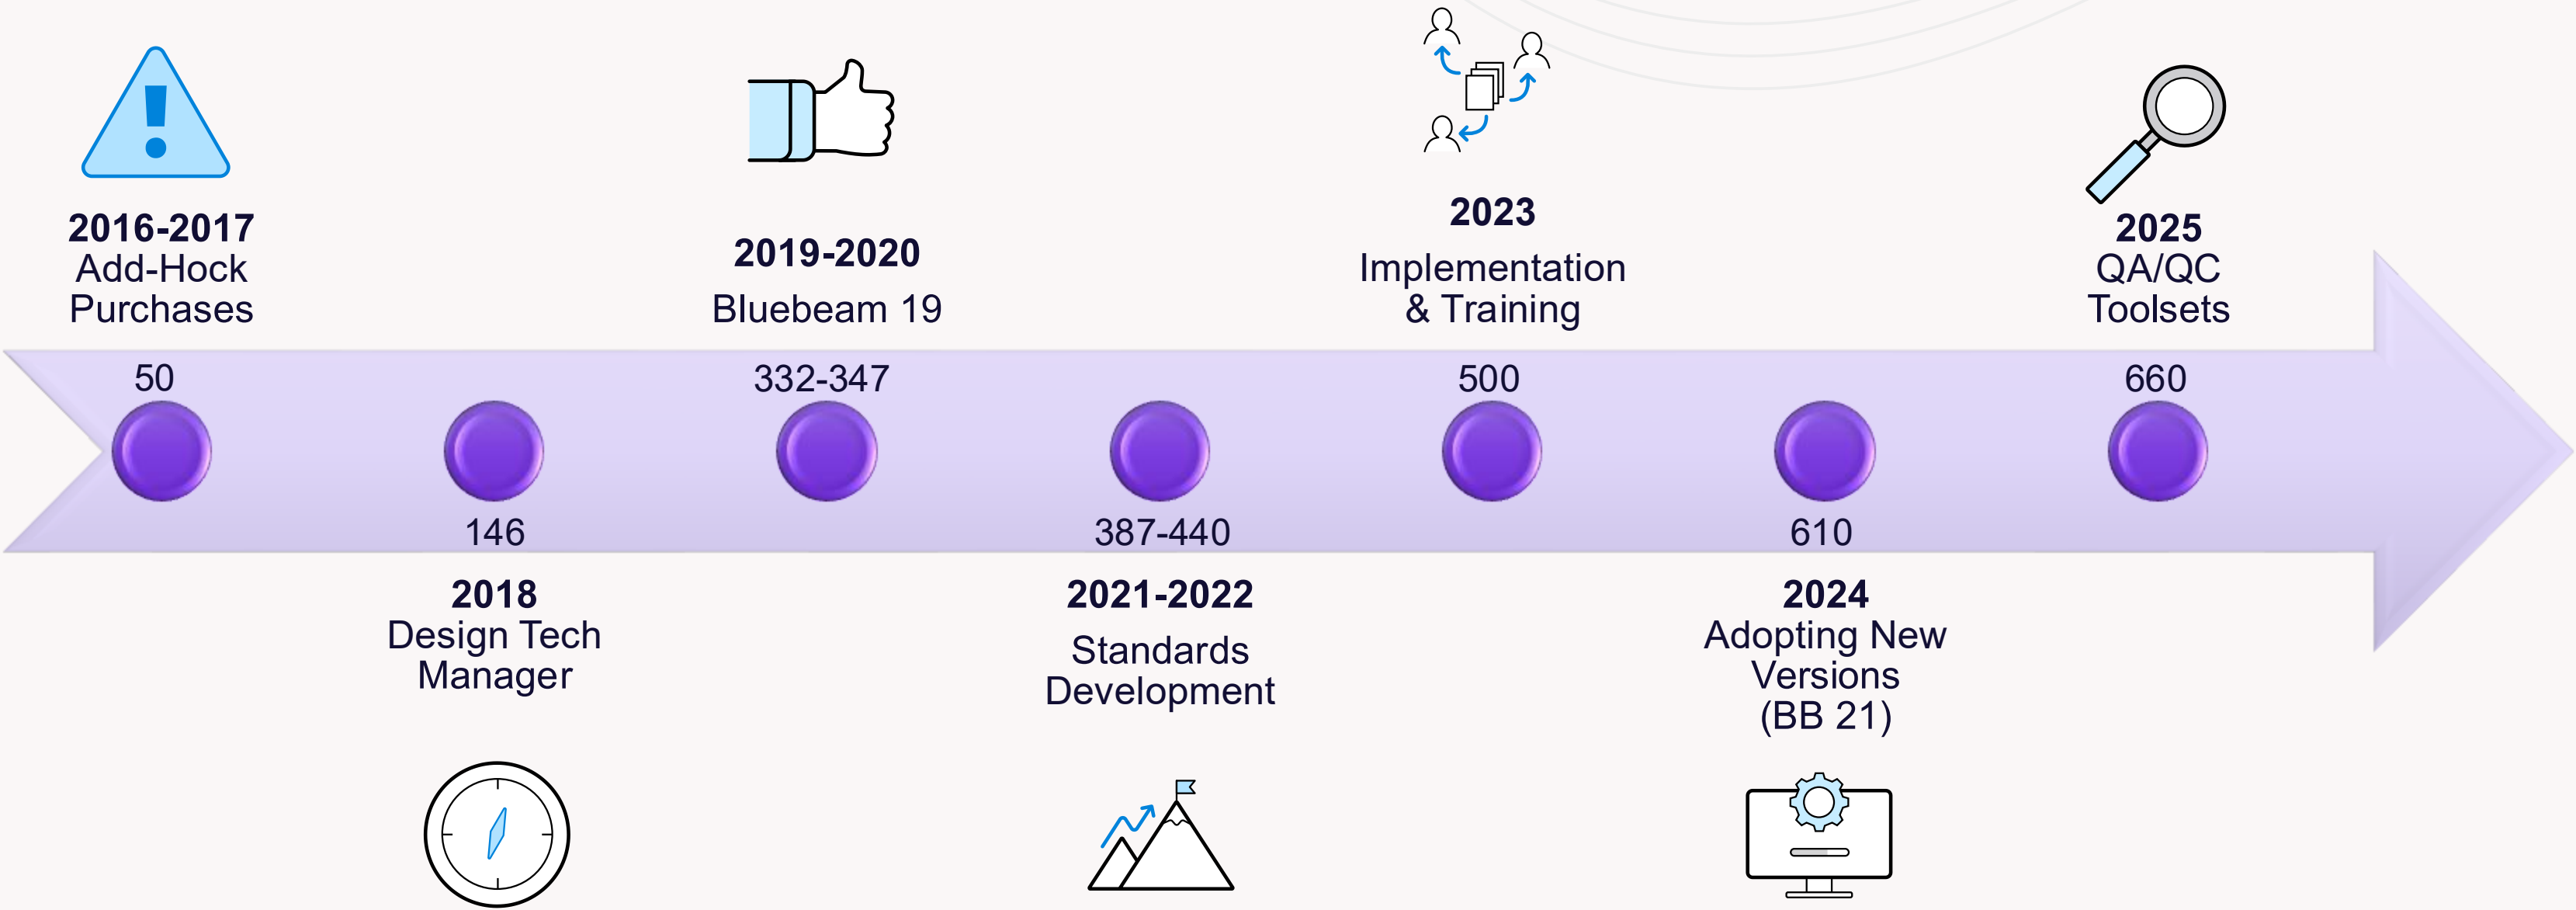 2016-2017
Add-Hock
Purchases
50
146
2018
Design Tech
Manager
2019-2020
Bluebeam 19
332-347
387-440
2021-2022
Standards
Development
2023
Implementation
& Training
500
610
2024
Adopting New
Versions
(BB 21)
2025
QA/QC
Toolsets
660